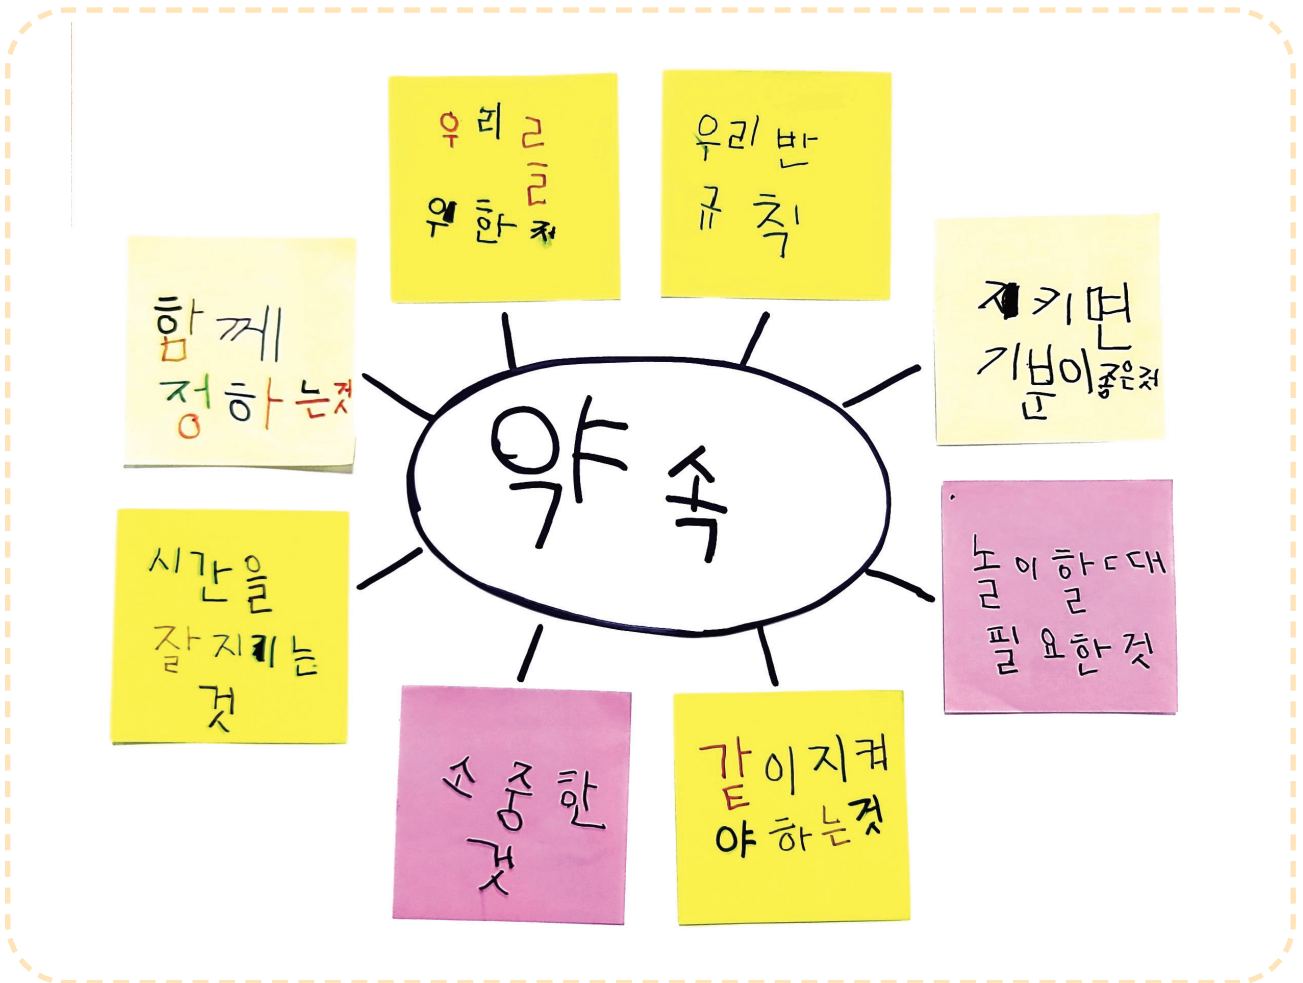 우리를
위한것
우리반
규칙
지키면
기분이좋은것
놀이할ㄷ대
필요한것
같이지켜
야하는것
소중한
것
시간을
잘지키는
것
함께
정하는것
약속